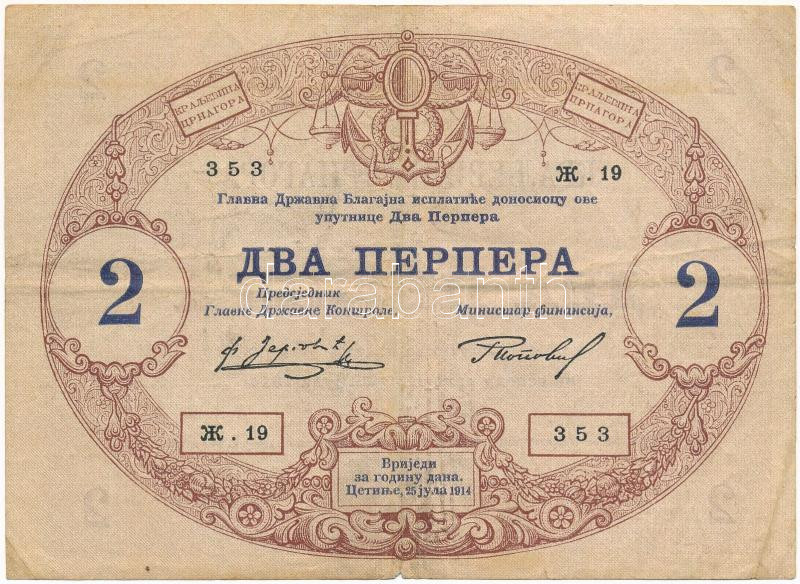 КРАЉЕВИНА
ЦРНАГОРА
КРАЉЕВИНА
ЦРНАГОРА
353
Ж.19
Главна Државна Благајна исплатиће доносиоцу ове
упутнице Два Перпера
ДВА ПЕРПЕРА
2
2
Предсједник
Главне Државне Контроле,
Министар финансија,
darabanth
Ж.19
353
Вриједи
за годину дана.
Цетиње, 25 јула 1914